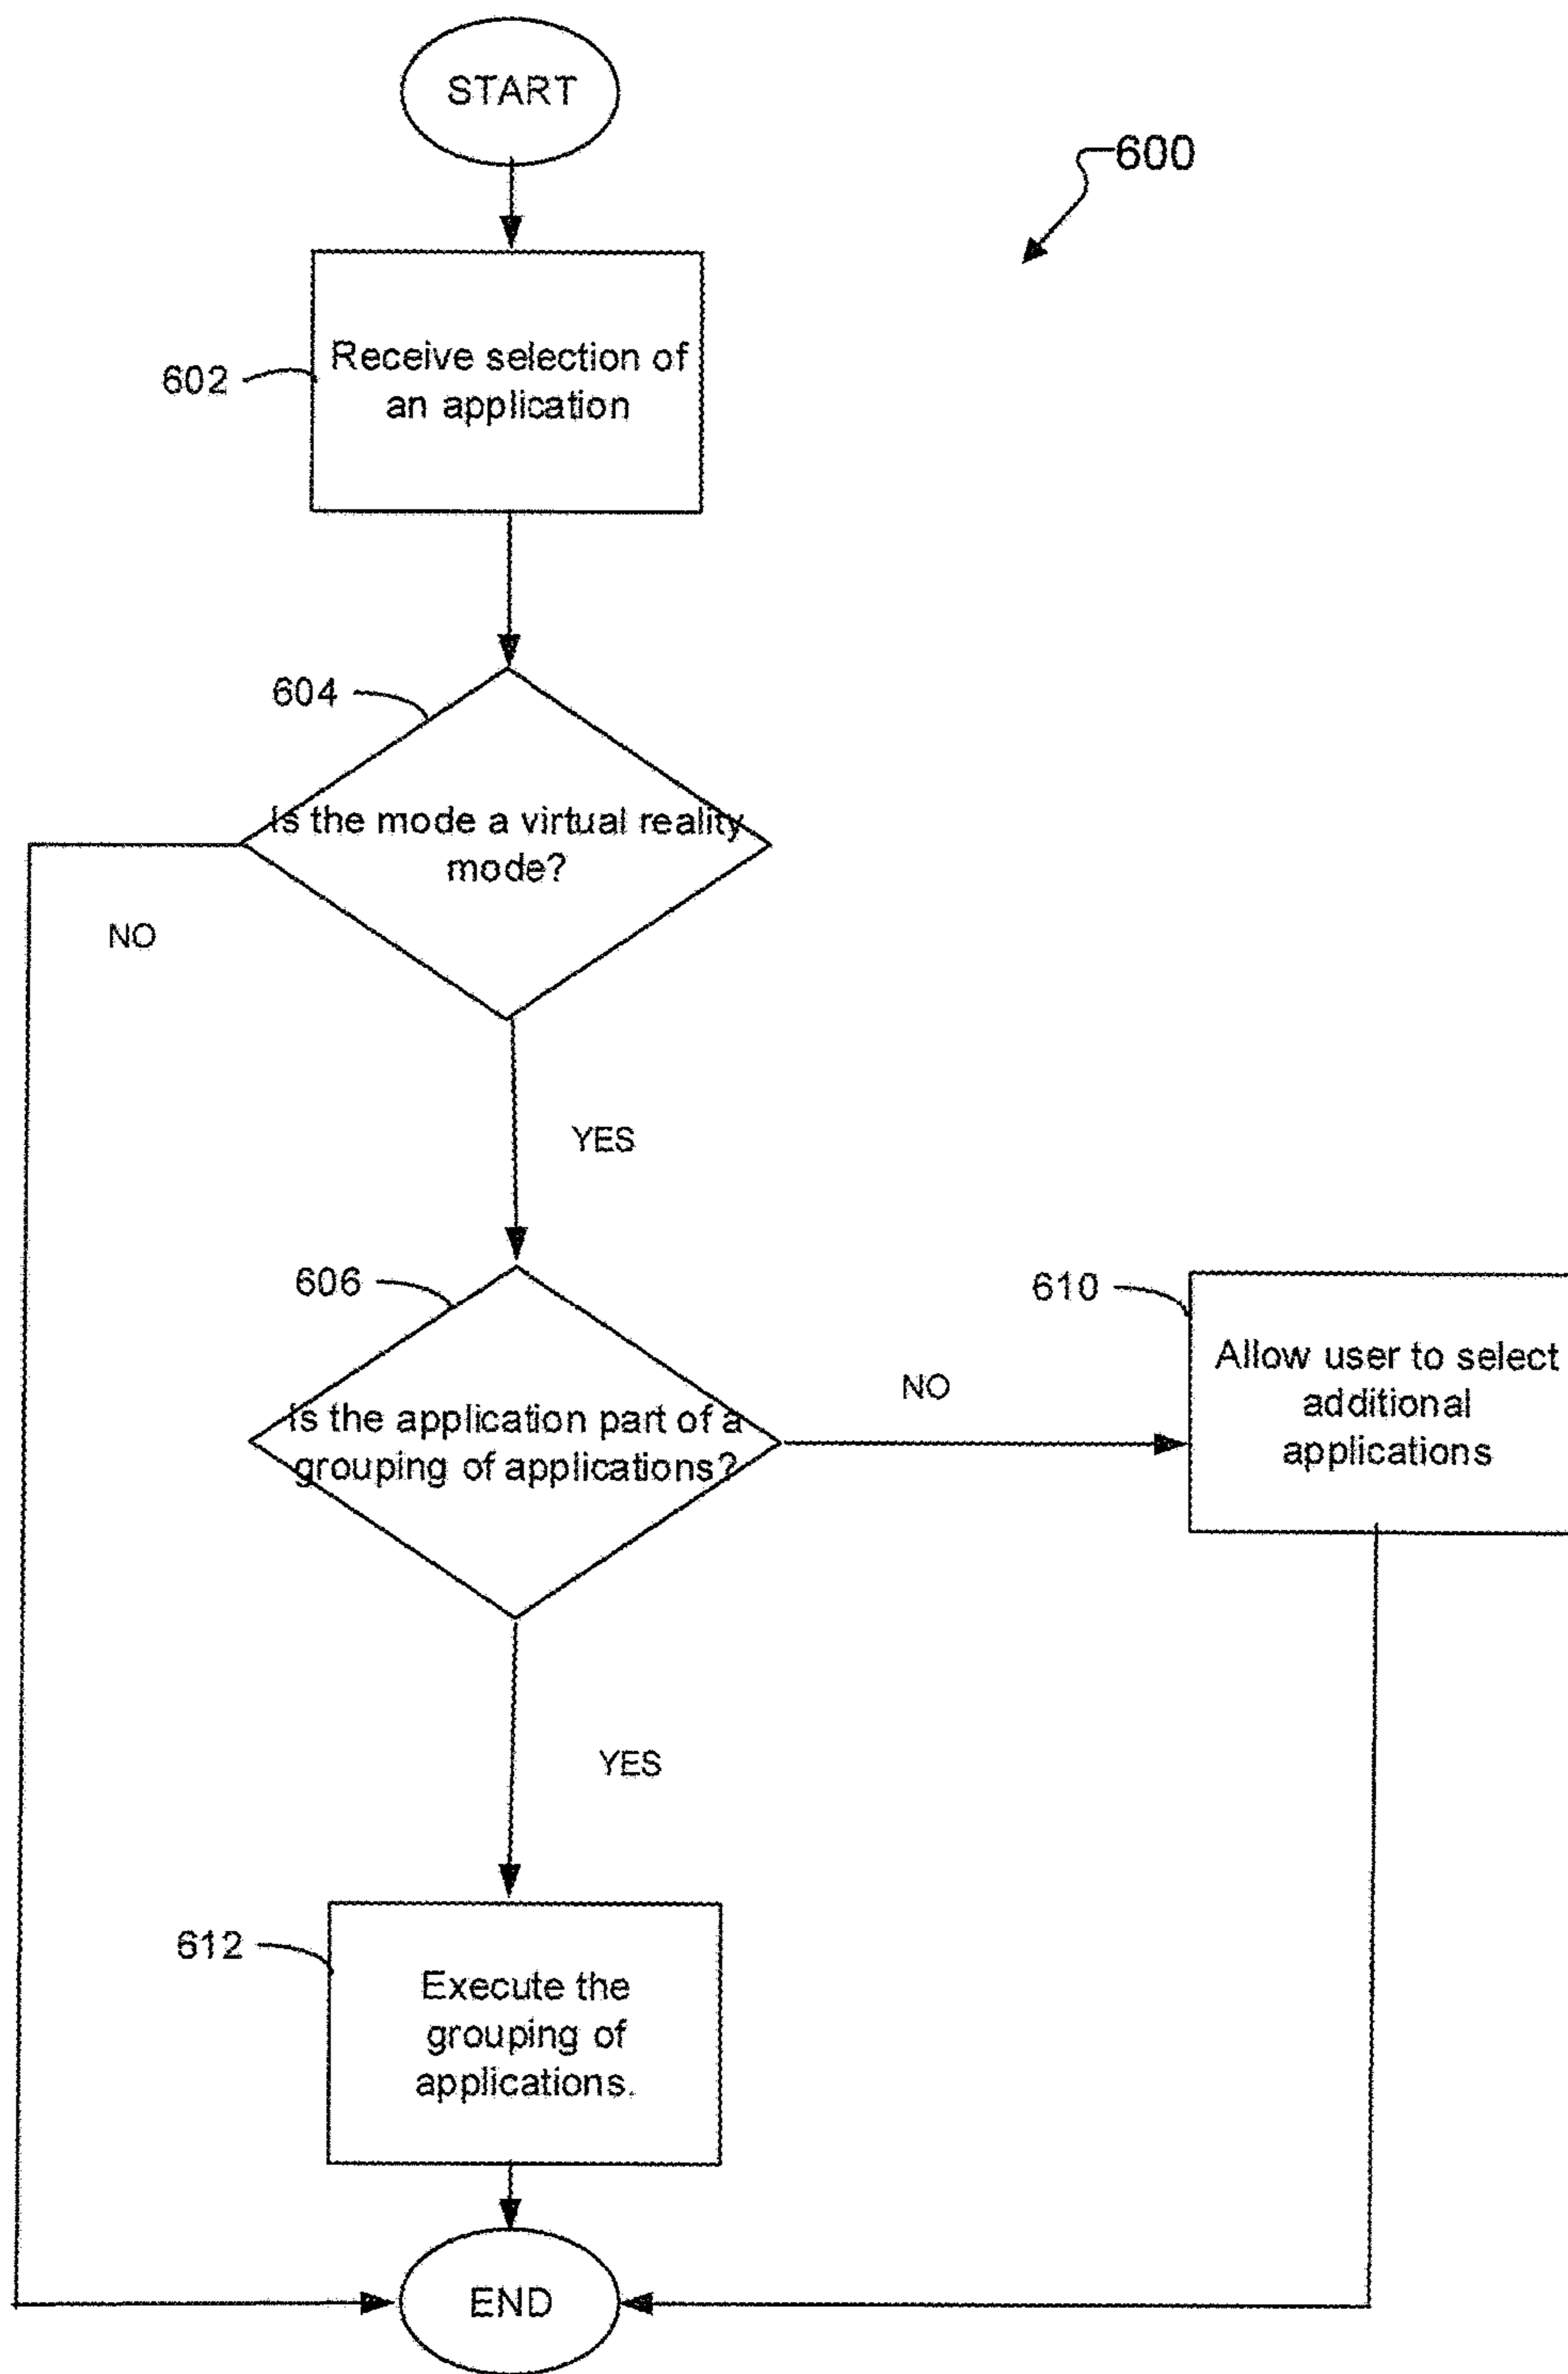 START
600
602
Receive selection of
an application
604
Is the mode a virtual reality
mode?
NO
YES
606
Is the application part of a
grouping of applications?
NO
610
Allow user to select
additional
applications
YES
612
Execute the
grouping of
applications.
END